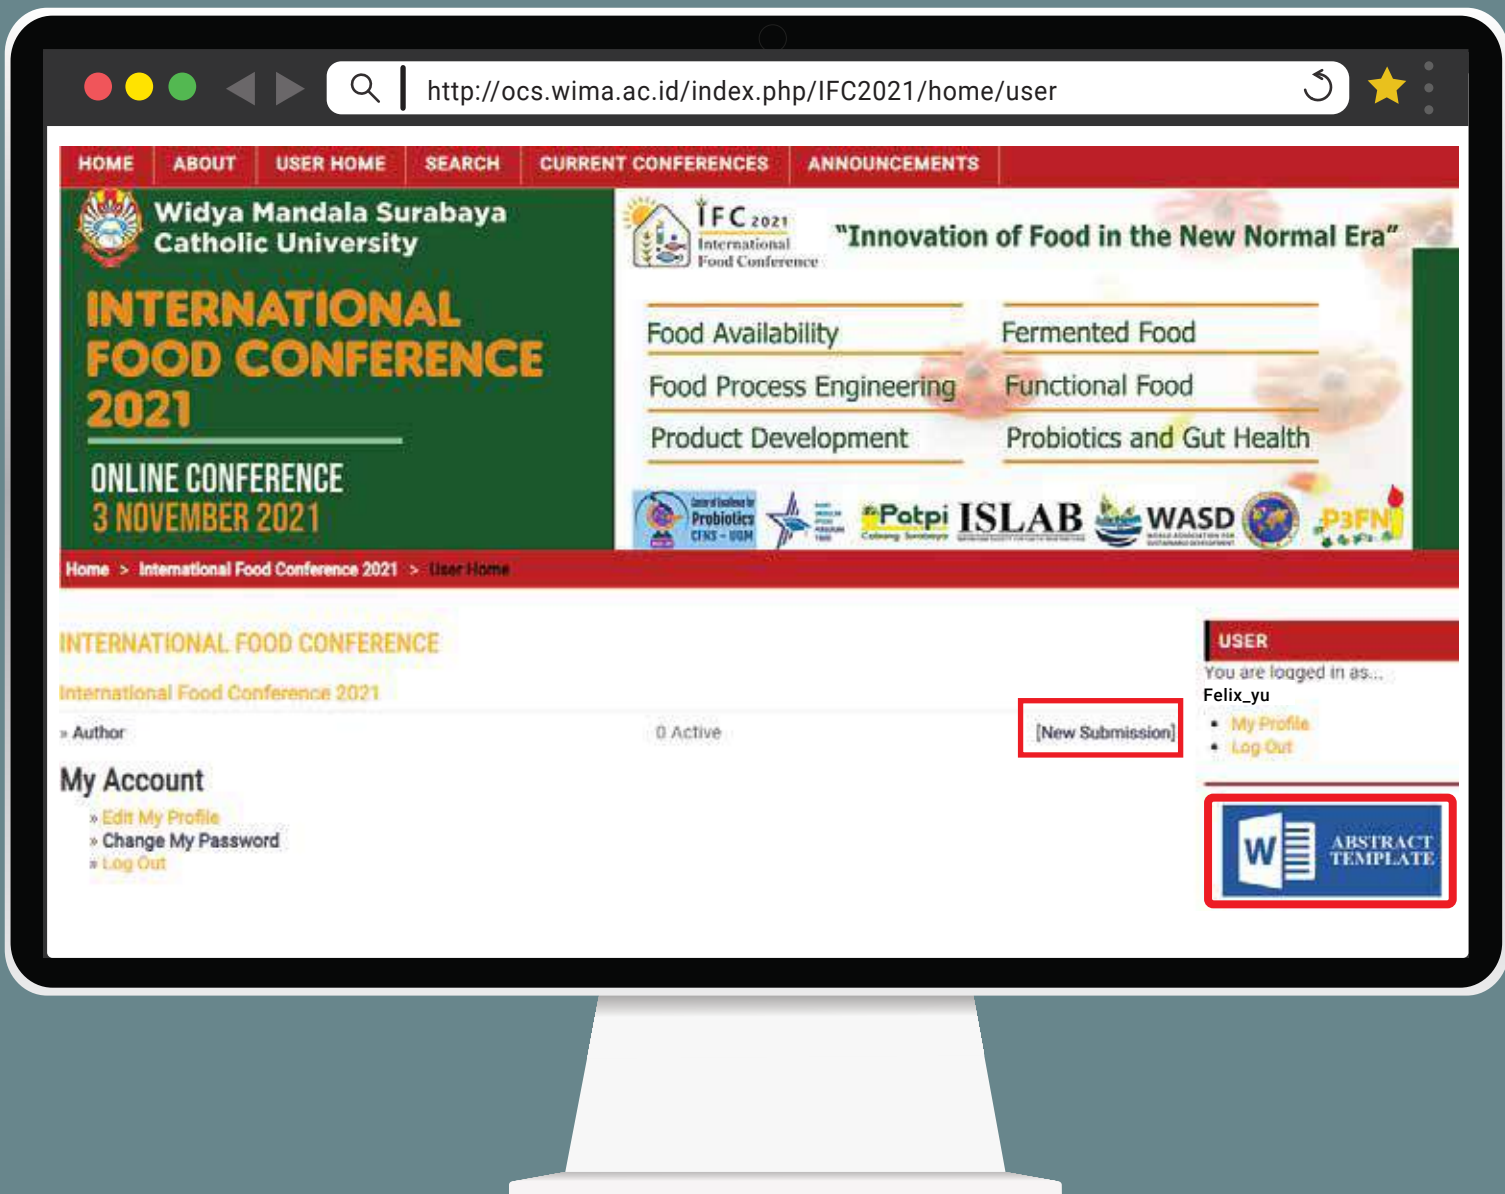 http://ocs.wima.ac.id/index.php/IFC2021/home/user
HOME ABOUT USER HOME SEARCH CURRENT CONFERENCES ANNOUNCEMENTS
Widya Mandala Surabaya
Catholic University
INTERNATIONAL
FOOD CONFERENCE
2021
ONLINE CONFERENCE
3 NOVEMBER 2021
IFC 2021
International
Food Conference
"Innovation of Food in the New Normal Era"
Food Availability Fermented Food
Food Process Engineering Functional Food
Product Development Probiotics and Gut Health
Probiotics
CFNS - UGM
Patpi
Cabang Surabaya
ISLAB
WASD
P3FN
Home > International Food Conference 2021 > User Home
INTERNATIONAL FOOD CONFERENCE
International Food Conference 2021
» Author 0 Active [New Submission]
My Account
» Edit My Profile
» Change My Password
» Log Out
USER
You are logged in as...
Felix_yu
• My Profile
• Log Out
W
ABSTRACT
TEMPLATE